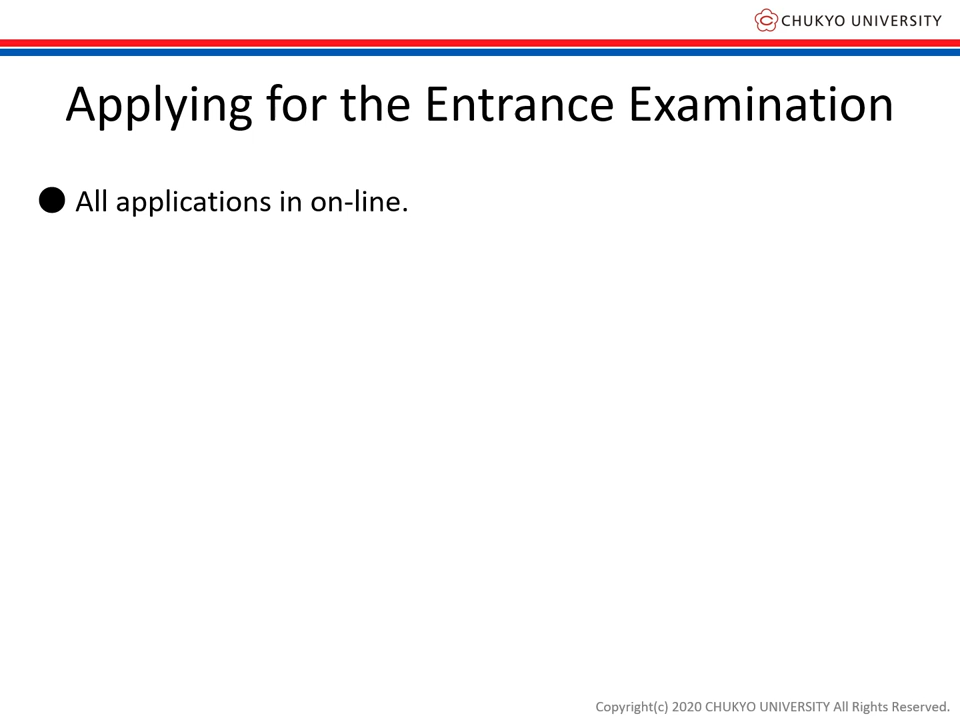 CHUKYO UNIVERSITY
Applying for the Entrance Examination
● All applications in on-line.
Copyright(c) 2020 CHUKYO UNIVERSITY All Rights Reserved.